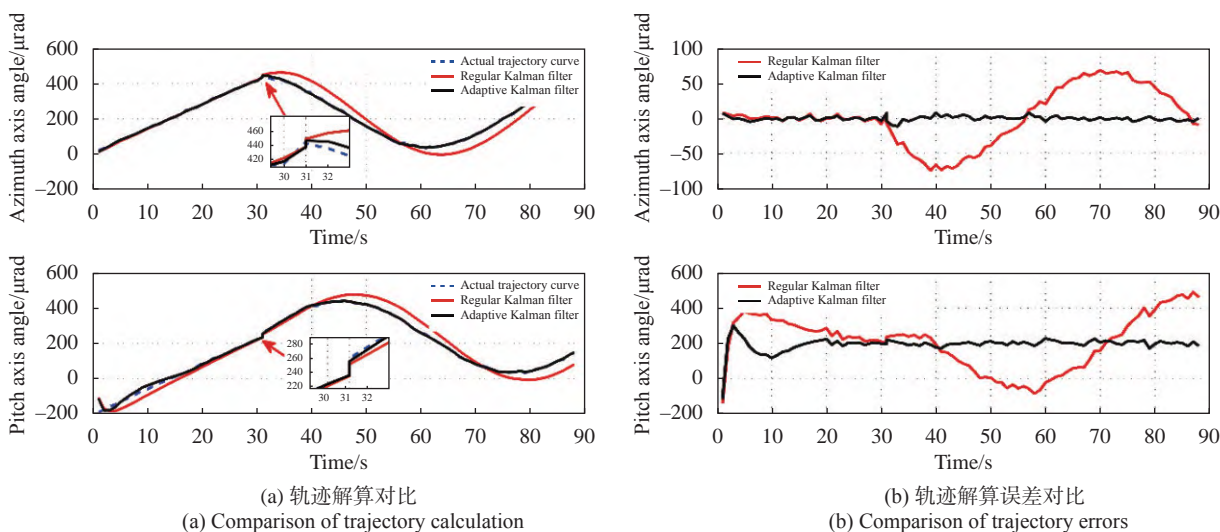 Azimuth axis angle/μrad
600
400
200
0
−200
Actual trajectory curve
Regular Kalman filter
Adaptive Kalman filter
460
440
420
30 31 32
0 10 20 30 40 50 60 70 80 90
Time/s
Pitch axis angle/μrad
600
400
200
0
−200
Actual trajectory curve
Regular Kalman filter
Adaptive Kalman filter
280
260
240
220
30 31 32
0 10 20 30 40 50 60 70 80 90
Time/s
(a) 轨迹解算对比
(a) Comparison of trajectory calculation
Azimuth axis angle/μrad
100
50
0
−50
−100
Regular Kalman filter
Adaptive Kalman filter
0 10 20 30 40 50 60 70 80 90
Time/s
Pitch axis angle/μrad
600
400
200
0
−200
Regular Kalman filter
Adaptive Kalman filter
0 10 20 30 40 50 60 70 80 90
Time/s
(b) 轨迹解算误差对比
(b) Comparison of trajectory errors